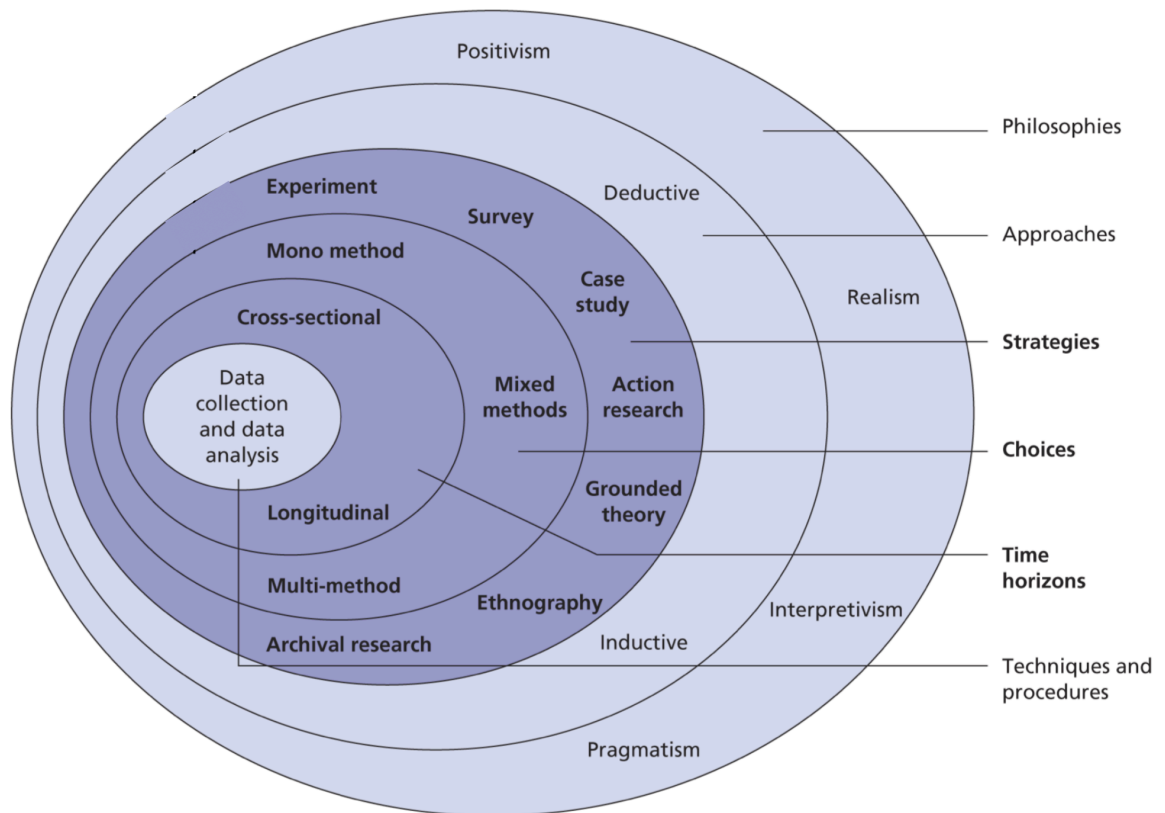 Positivism
Philosophies
Deductive
Experiment
Survey
Approaches
Mono method
Case
study
Realism
Cross-sectional
Strategies
Data
collection
and data
analysis
Mixed
methods
Action
research
Choices
Grounded
theory
Longitudinal
Time
horizons
Multi-method
Ethnography
Interpretivism
Archival research
Inductive
Techniques and
procedures
Pragmatism